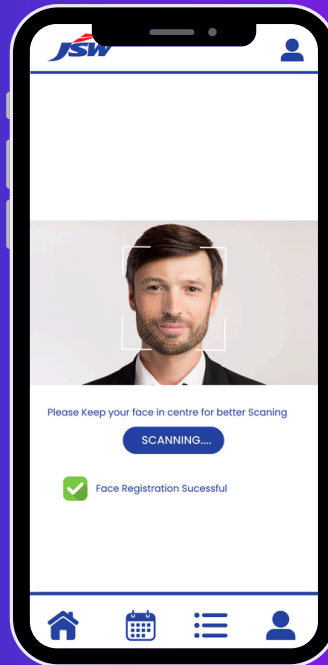 JSW
Please Keep your face in centre for better Scaning
SCANNING....
Face Registration Sucessful